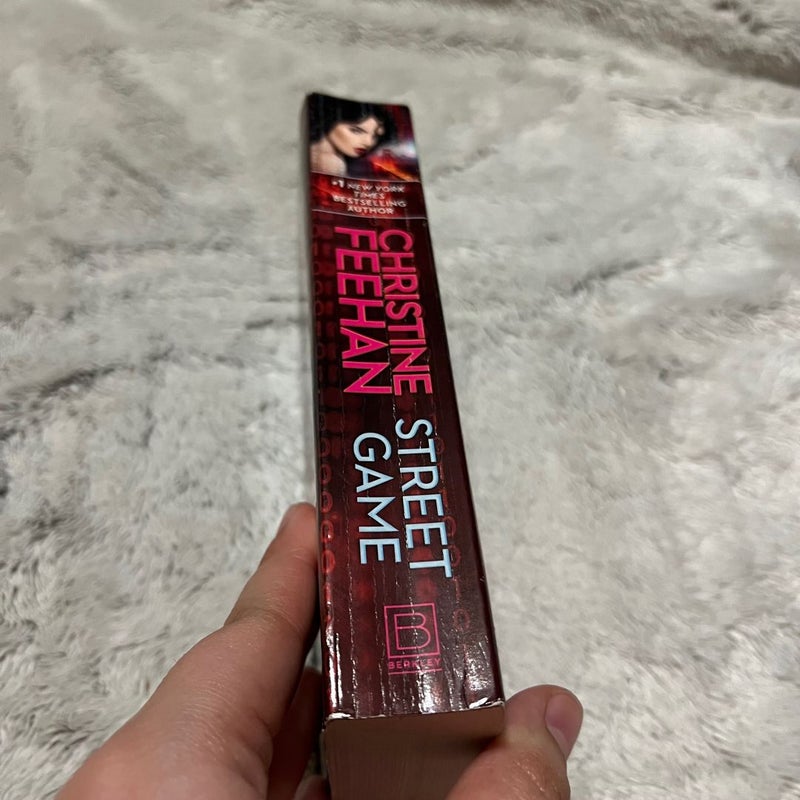 #1 NEW YORK
TIMES
BESTSELLING
AUTHOR
CHRISTINE
FEEHAN
STREET
GAME
B
BERKLEY